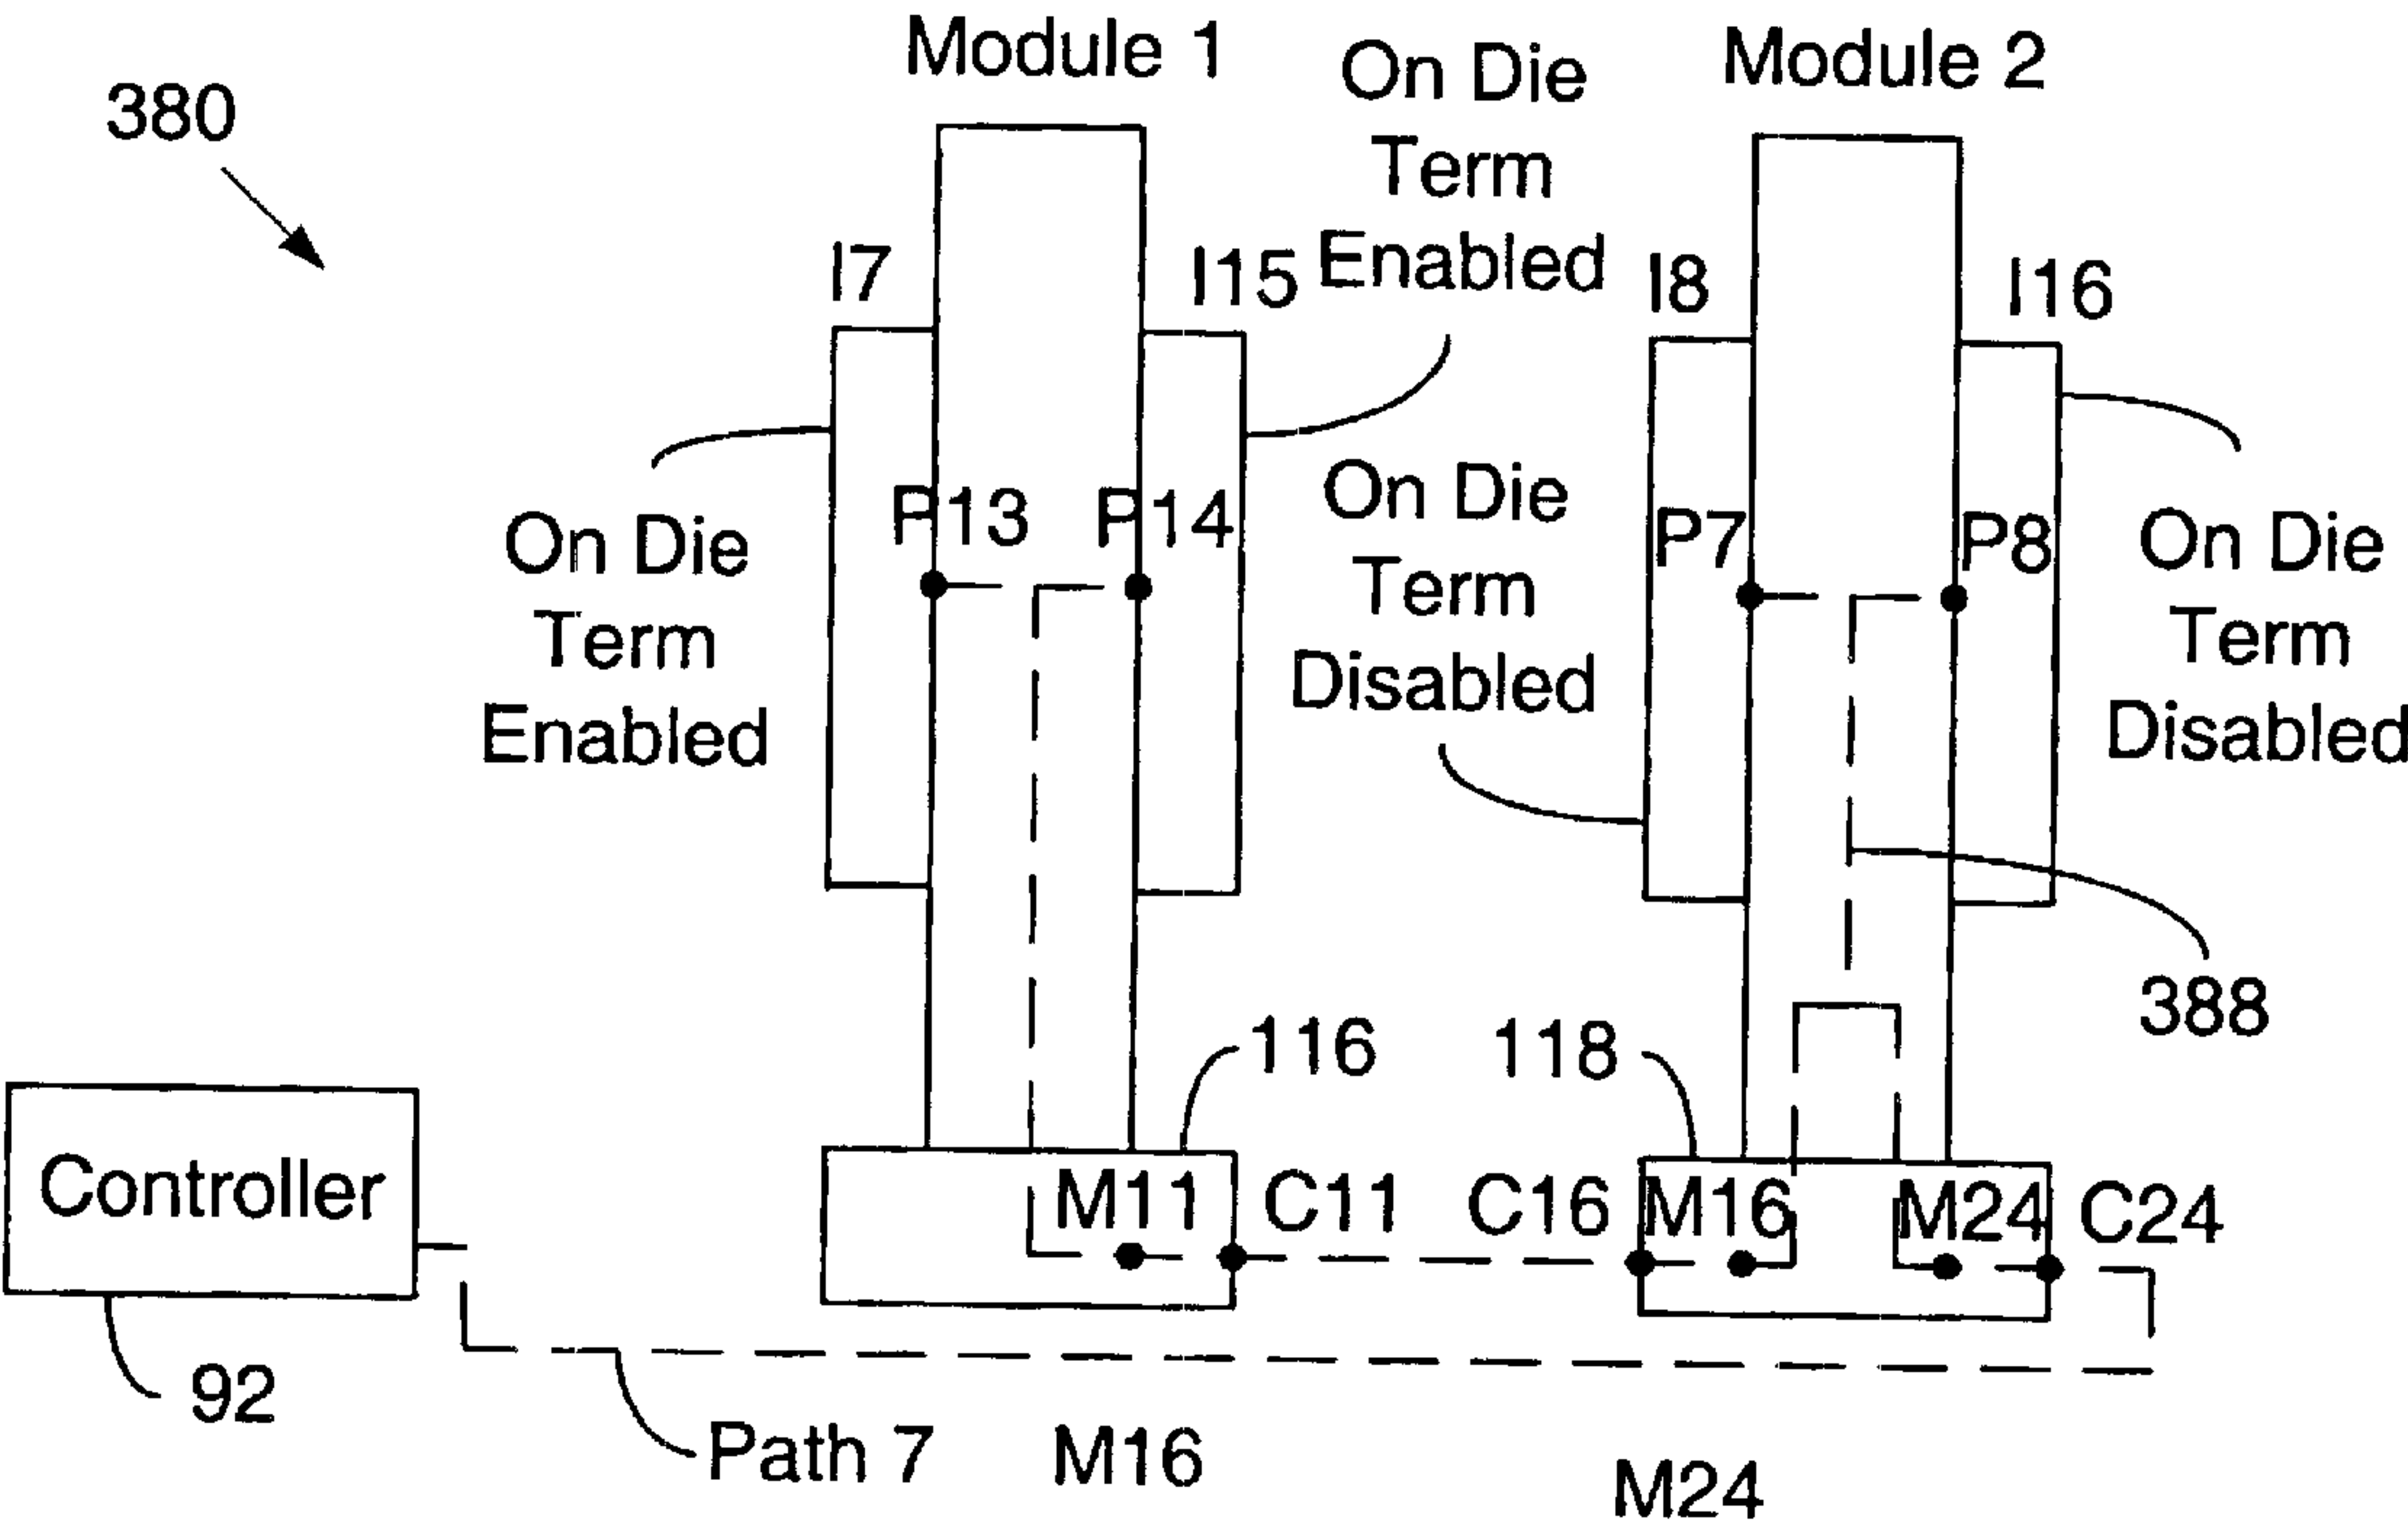 380
Module 1
On Die
Term
Enabled
Module 2
I7
I15
I8
I16
On Die
Term
Enabled
P13
P14
On Die
Term
Disabled
P7
P8
On Die
Term
Disabled
388
116
118
Controller
M11
C11
C16
M16
M24
C24
92
Path 7
M16
M24